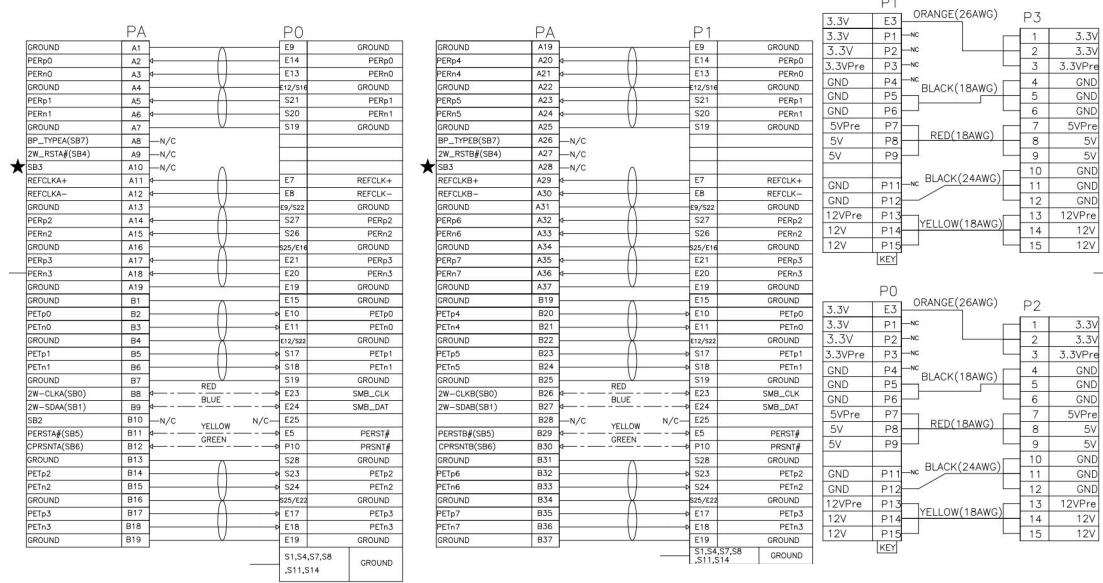 PA P0
GROUND A1 E9 GROUND
PERp0 A2 E14 PERp0
PERn0 A3 E13 PERn0
GROUND A4 E12/S16 GROUND
PERp1 A5 S21 PERp1
PERn1 A6 S20 PERn1
GROUND A7 S19 GROUND
BP_TYPEA(SB7) A8 N/C
2W_RSTA#(SB4) A9 N/C
SB3 A10 N/C
REFCLKA+ A11 E7 REFCLK+
REFCLKA- A12 E8 REFCLK-
GROUND A13 E9/S22 GROUND
PERp2 A14 S27 PERp2
PERn2 A15 S26 PERn2
GROUND A16 S25/E16 GROUND
PERp3 A17 E21 PERp3
PERn3 A18 E20 PERn3
GROUND A19 E19 GROUND
GROUND B1 E15 GROUND
PETp0 B2 E10 PETp0
PETn0 B3 E11 PETn0
GROUND B4 E12/S22 GROUND
PETp1 B5 S17 PETp1
PETn1 B6 S18 PETn1
GROUND B7 S19 GROUND
2W-CLKA(SB0) B8 RED E23 SMB_CLK
2W-SDAA(SB1) B9 BLUE E24 SMB_DAT
SB2 B10 N/C N/C E25
PERSTA#(SB5) B11 YELLOW E5 PERST#
CPRSNTA(SB6) B12 GREEN P10 PRSNT#
GROUND B13 S28 GROUND
PETp2 B14 S23 PETp2
PETn2 B15 S24 PETn2
GROUND B16 S25/E22 GROUND
PETp3 B17 E17 PETp3
PETn3 B18 E18 PETn3
GROUND B19 E19 GROUND
S1,S4,S7,S8
,S11,S14 GROUND
PA P1
GROUND A19 E9 GROUND
PERp4 A20 E14 PERp0
PERn4 A21 E13 PERn0
GROUND A22 E12/S16 GROUND
PERp5 A23 S21 PERp1
PERn5 A24 S20 PERn1
GROUND A25 S19 GROUND
BP_TYPEB(SB7) A26 N/C
2W_RSTB#(SB4) A27 N/C
SB3 A28 N/C
REFCLKB+ A29 E7 REFCLK+
REFCLKB- A30 E8 REFCLK-
GROUND A31 E9/S22 GROUND
PERp6 A32 S27 PERp2
PERn6 A33 S26 PERn2
GROUND A34 S25/E16 GROUND
PERp7 A35 E21 PERp3
PERn7 A36 E20 PERn3
GROUND A37 E19 GROUND
GROUND B19 E15 GROUND
PETp4 B20 E10 PETp0
PETn4 B21 E11 PETn0
GROUND B22 E12/S22 GROUND
PETp5 B23 S17 PETp1
PETn5 B24 S18 PETn1
GROUND B25 S19 GROUND
2W-CLKB(SB0) B26 RED E23 SMB_CLK
2W-SDAB(SB1) B27 BLUE E24 SMB_DAT
B28 N/C N/C E25
PERSTB#(SB5) B29 YELLOW E5 PERST#
CPRSNTB(SB6) B30 GREEN P10 PRSNT#
GROUND B31 S28 GROUND
PETp6 B32 S23 PETp2
PETn6 B33 S24 PETn2
GROUND B34 S25/E22 GROUND
PETp7 B35 E17 PETp3
PETn7 B36 E18 PETn3
GROUND B37 E19 GROUND
S1,S4,S7,S8
,S11,S14 GROUND
P1 P3
3.3V E3 ORANGE(26AWG)
3.3V P1 NC 1 3.3V
3.3V P2 NC 2 3.3V
3.3VPre P3 NC 3 3.3VPre
GND P4 NC 4 GND
GND P5 BLACK(18AWG) 5 GND
GND P6 6 GND
5VPre P7 7 5VPre
5V P8 RED(18AWG) 8 5V
5V P9 9 5V
10 GND
GND P11 NC BLACK(24AWG) 11 GND
GND P12 12 GND
12VPre P13 13 12VPre
12V P14 YELLOW(18AWG) 14 12V
12V P15 15 12V
KEY
P0 P2
3.3V E3 ORANGE(26AWG)
3.3V P1 NC 1 3.3V
3.3V P2 NC 2 3.3V
3.3VPre P3 NC 3 3.3VPre
GND P4 NC 4 GND
GND P5 BLACK(18AWG) 5 GND
GND P6 6 GND
5VPre P7 7 5VPre
5V P8 RED(18AWG) 8 5V
5V P9 9 5V
10 GND
GND P11 NC BLACK(24AWG) 11 GND
GND P12 12 GND
12VPre P13 13 12VPre
12V P14 YELLOW(18AWG) 14 12V
12V P15 15 12V
KEY